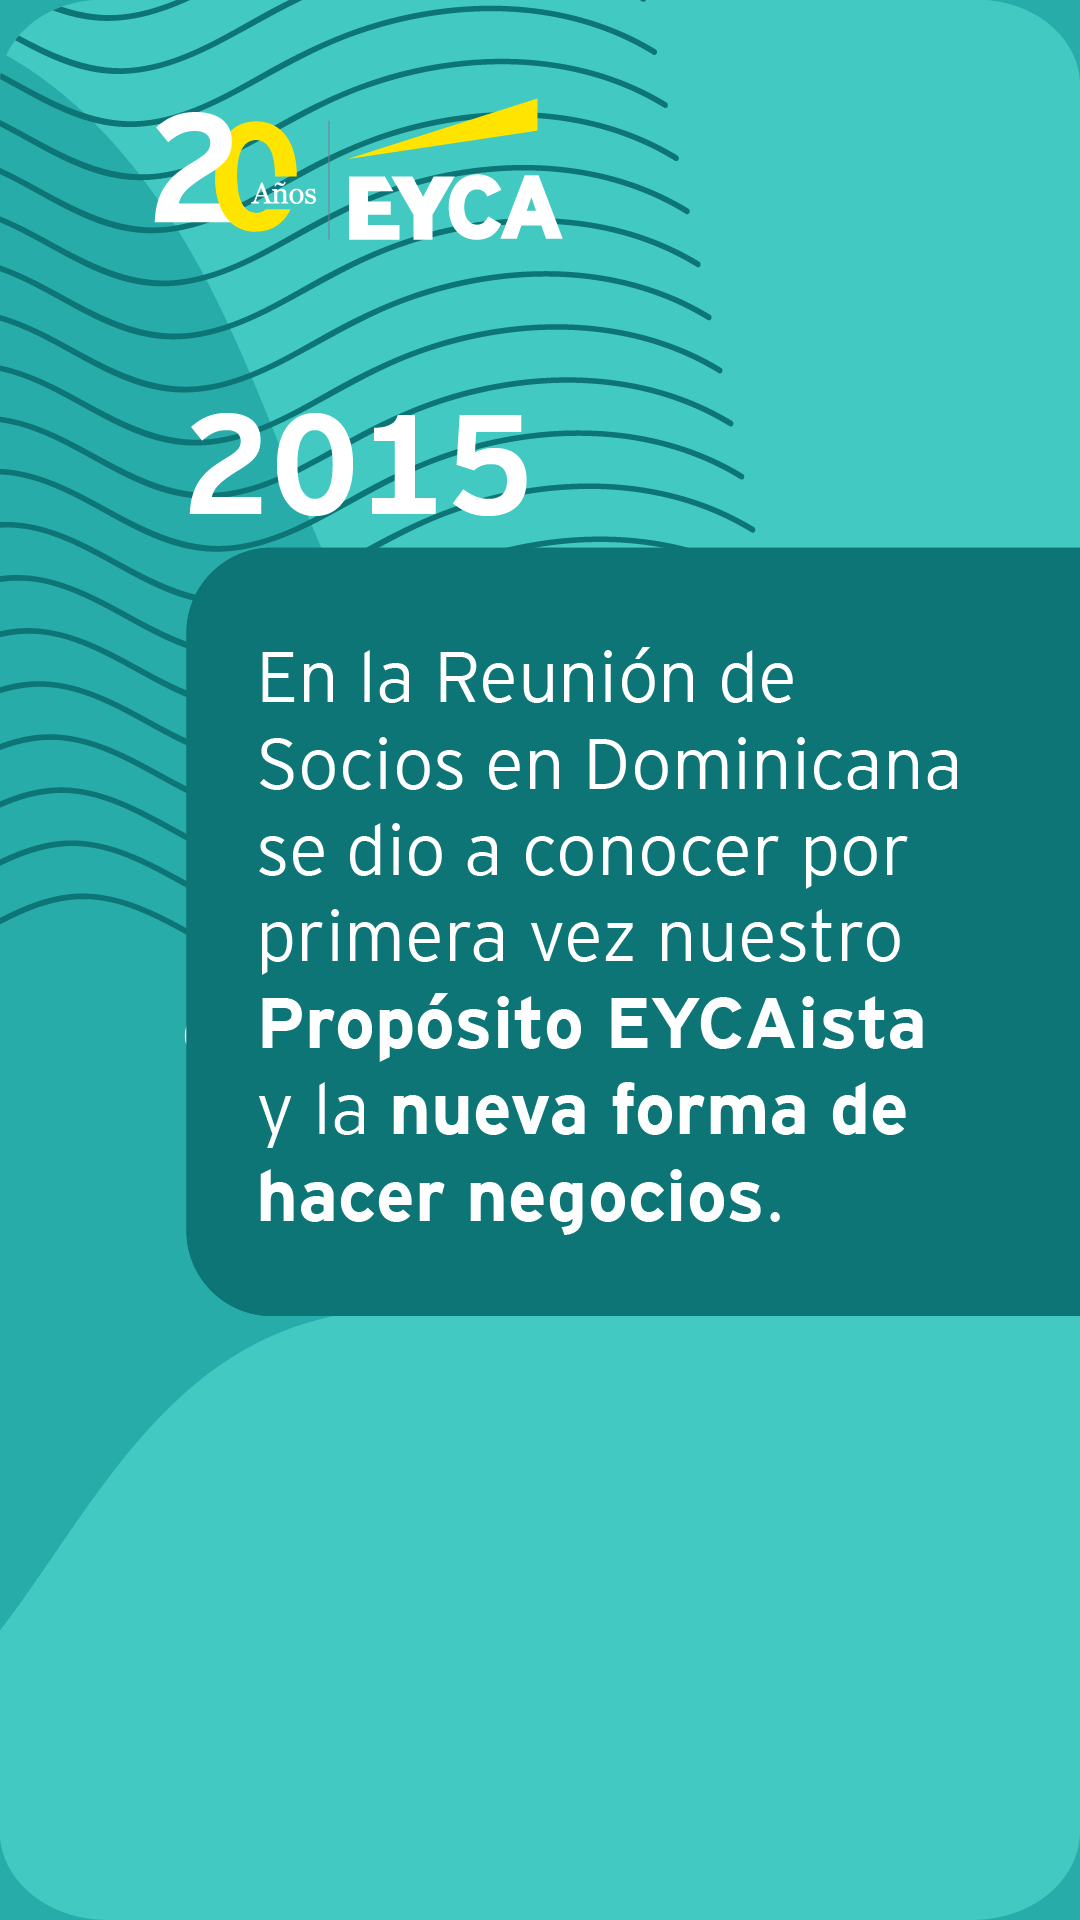 20 Años
EYCA
2015
En la Reunión de
Socios en Dominicana
se dio a conocer por
primera vez nuestro
Propósito EYCAista
y la nueva forma de
hacer negocios.